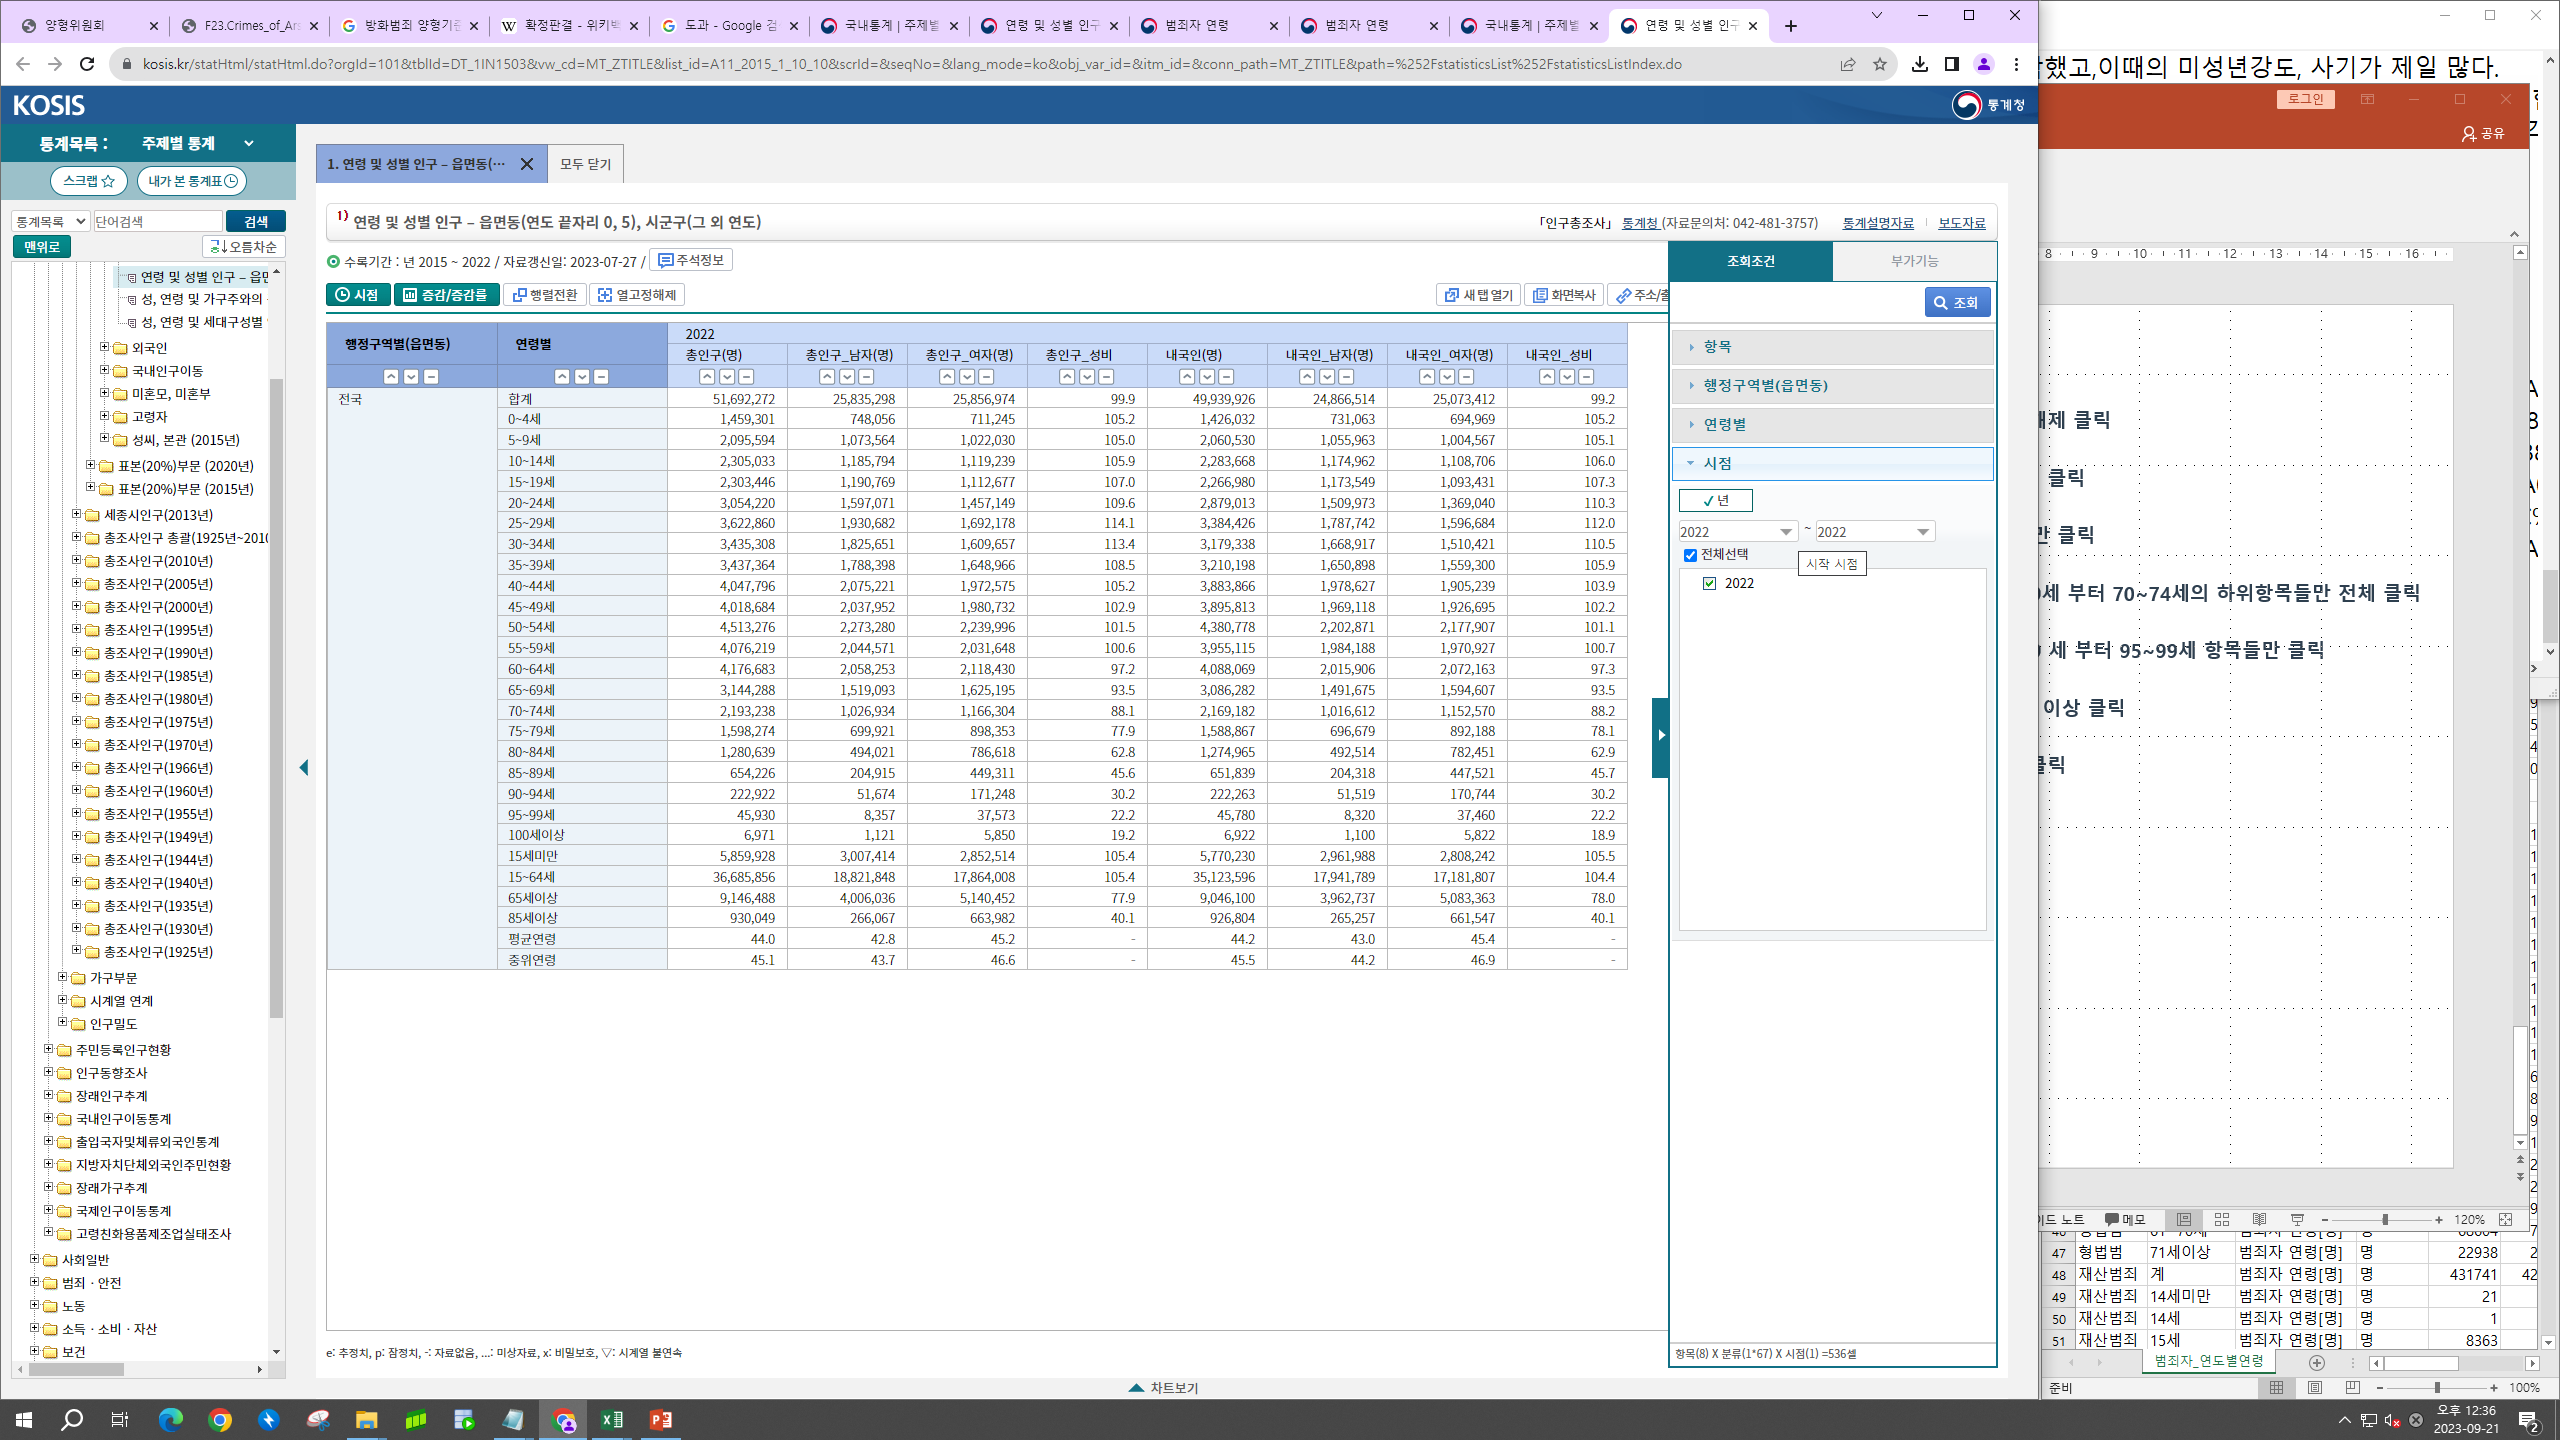 양형위원회
F23.Crimes_of_Ars
방화범죄 양형기준
확정판결 - 위키백
도과 - Google 검
국내통계 | 주제별
연령 및 성별 인구
범죄자 연령
범죄자 연령
국내통계 | 주제별
연령 및 성별 인구
kosis.kr/statHtml/statHtml.do?orgId=101&tblId=DT_1IN1503&vw_cd=MT_ZTITLE&list_id=A11_2015_1_10_10&scrId=&seqNo=&lang_mode=ko&obj_var_id=&itm_id=&conn_path=MT_ZTITLE&path=%252FstatisticsList%252FstatisticsListIndex.do
KOSIS
통계청
통계목록 : 주제별 통계
스크랩 내가 본 통계표
통계목록 단어검색 검색
맨위로 오름차순
연령 및 성별 인구 – 읍면
성, 연령 및 가구주와의
성, 연령 및 세대구성별
외국인
국내인구이동
미혼모, 미혼부
고령자
성씨, 본관 (2015년)
표본(20%)부문 (2020년)
표본(20%)부문 (2015년)
세종시인구(2013년)
총조사인구 총괄(1925년~2010
총조사인구(2010년)
총조사인구(2005년)
총조사인구(2000년)
총조사인구(1995년)
총조사인구(1990년)
총조사인구(1985년)
총조사인구(1980년)
총조사인구(1975년)
총조사인구(1970년)
총조사인구(1966년)
총조사인구(1960년)
총조사인구(1955년)
총조사인구(1949년)
총조사인구(1944년)
총조사인구(1940년)
총조사인구(1935년)
총조사인구(1930년)
총조사인구(1925년)
가구부문
시계열 연계
인구밀도
주민등록인구현황
인구동향조사
장래인구추계
국내인구이동통계
출입국자및체류외국인통계
지방자치단체외국인주민현황
장래가구추계
국제인구이동통계
고령친화용품제조업실태조사
사회일반
범죄ㆍ안전
노동
소득ㆍ소비ㆍ자산
보건
1. 연령 및 성별 인구 – 읍면동(… 모두 닫기
1) 연령 및 성별 인구 – 읍면동(연도 끝자리 0, 5), 시군구(그 외 연도)
「인구총조사」 통계청 (자료문의처: 042-481-3757) 통계설명자료 보도자료
수록기간 : 년 2015 ~ 2022 / 자료갱신일: 2023-07-27 / 주석정보
시점 증감/증감률 행렬전환 열고정해제 새 탭 열기 화면복사 주소/출
행정구역별(읍면동) 연령별 2022
총인구(명) 총인구_남자(명) 총인구_여자(명) 총인구_성비 내국인(명) 내국인_남자(명) 내국인_여자(명) 내국인_성비
전국 합계 51,692,272 25,835,298 25,856,974 99.9 49,939,926 24,866,514 25,073,412 99.2
0~4세 1,459,301 748,056 711,245 105.2 1,426,032 731,063 694,969 105.2
5~9세 2,095,594 1,073,564 1,022,030 105.0 2,060,530 1,055,963 1,004,567 105.1
10~14세 2,305,033 1,185,794 1,119,239 105.9 2,283,668 1,174,962 1,108,706 106.0
15~19세 2,303,446 1,190,769 1,112,677 107.0 2,266,980 1,173,549 1,093,431 107.3
20~24세 3,054,220 1,597,071 1,457,149 109.6 2,879,013 1,509,973 1,369,040 110.3
25~29세 3,622,860 1,930,682 1,692,178 114.1 3,384,426 1,787,742 1,596,684 112.0
30~34세 3,435,308 1,825,651 1,609,657 113.4 3,179,338 1,668,917 1,510,421 110.5
35~39세 3,437,364 1,788,398 1,648,966 108.5 3,210,198 1,650,898 1,559,300 105.9
40~44세 4,047,796 2,075,221 1,972,575 105.2 3,883,866 1,978,627 1,905,239 103.9
45~49세 4,018,684 2,037,952 1,980,732 102.9 3,895,813 1,969,118 1,926,695 102.2
50~54세 4,513,276 2,273,280 2,239,996 101.5 4,380,778 2,202,871 2,177,907 101.1
55~59세 4,076,219 2,044,571 2,031,648 100.6 3,955,115 1,984,188 1,970,927 100.7
60~64세 4,176,683 2,058,253 2,118,430 97.2 4,088,069 2,015,906 2,072,163 97.3
65~69세 3,144,288 1,519,093 1,625,195 93.5 3,086,282 1,491,675 1,594,607 93.5
70~74세 2,193,238 1,026,934 1,166,304 88.1 2,169,182 1,016,612 1,152,570 88.2
75~79세 1,598,274 699,921 898,353 77.9 1,588,867 696,679 892,188 78.1
80~84세 1,280,639 494,021 786,618 62.8 1,274,965 492,514 782,451 62.9
85~89세 654,226 204,915 449,311 45.6 651,839 204,318 447,521 45.7
90~94세 222,922 51,674 171,248 30.2 222,263 51,519 170,744 30.2
95~99세 45,930 8,357 37,573 22.2 45,780 8,320 37,460 22.2
100세이상 6,971 1,121 5,850 19.2 6,922 1,100 5,822 18.9
15세미만 5,859,928 3,007,414 2,852,514 105.4 5,770,230 2,961,988 2,808,242 105.5
15~64세 36,685,856 18,821,848 17,864,008 105.4 35,123,596 17,941,789 17,181,807 104.4
65세이상 9,146,488 4,006,036 5,140,452 77.9 9,046,100 3,962,737 5,083,363 78.0
85세이상 930,049 266,067 663,982 40.1 926,804 265,257 661,547 40.1
평균연령 44.0 42.8 45.2 - 44.2 43.0 45.4 -
중위연령 45.1 43.7 46.6 - 45.5 44.2 46.9 -
e: 추정치, p: 잠정치, -: 자료없음, ...: 미상자료, x: 비밀보호, ▽: 시계열 불연속
차트보기
조회조건 부가기능
조회
항목
행정구역별(읍면동)
연령별
시점
년
2022 ~ 2022
전체선택
시작 시점
2022
항목(8) X 분류(1*67) X 시점(1) =536셀
했고,이때의 미성년강도, 사기가 제일 많다.
로그인
공유
8 9 10 11 12 13 14 15 16
제 클릭
클릭
만 클릭
세 부터 70~74세의 하위항목들만 전체 클릭
세 부터 95~99세 항목들만 클릭
이상 클릭
클릭
노트 메모 120%
47 형법범 71세이상 범죄자 연령[명] 명 22938 2
48 재산범죄 계 범죄자 연령[명] 명 431741 42
49 재산범죄 14세미만 범죄자 연령[명] 명 21
50 재산범죄 14세 범죄자 연령[명] 명 1
51 재산범죄 15세 범죄자 연령[명] 명 8363
범죄자_연도별연령
준비 100%
오후 12:36
2023-09-21
2